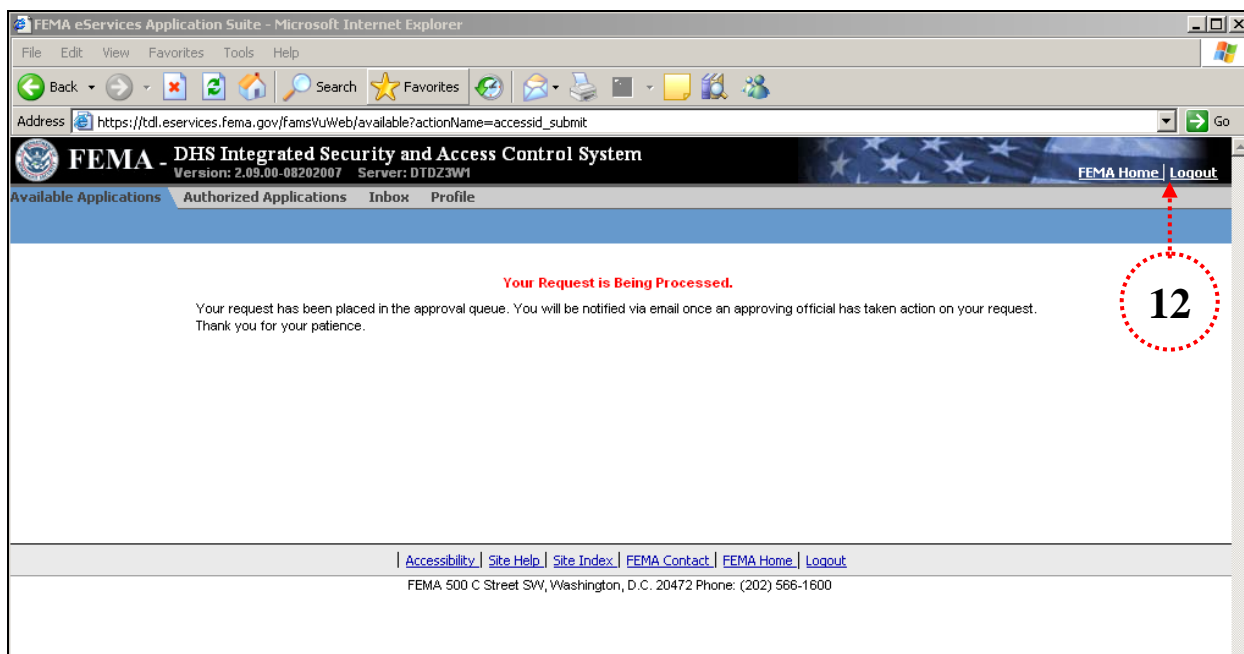 FEMA eServices Application Suite - Microsoft Internet Explorer
File Edit View Favorites Tools Help
Back Search Favorites
Address https://tdl.eservices.fema.gov/famsVuWeb/available?actionName=accessid_submit Go
FEMA - DHS Integrated Security and Access Control System
Version: 2.09.00-08202007 Server: DTDZ3W1
FEMA Home | Logout
Available Applications Authorized Applications Inbox Profile
Your Request is Being Processed.
Your request has been placed in the approval queue. You will be notified via email once an approving official has taken action on your request.
Thank you for your patience.
12
| Accessibility | Site Help | Site Index | FEMA Contact | FEMA Home | Logout
FEMA 500 C Street SW, Washington, D.C. 20472 Phone: (202) 566-1600